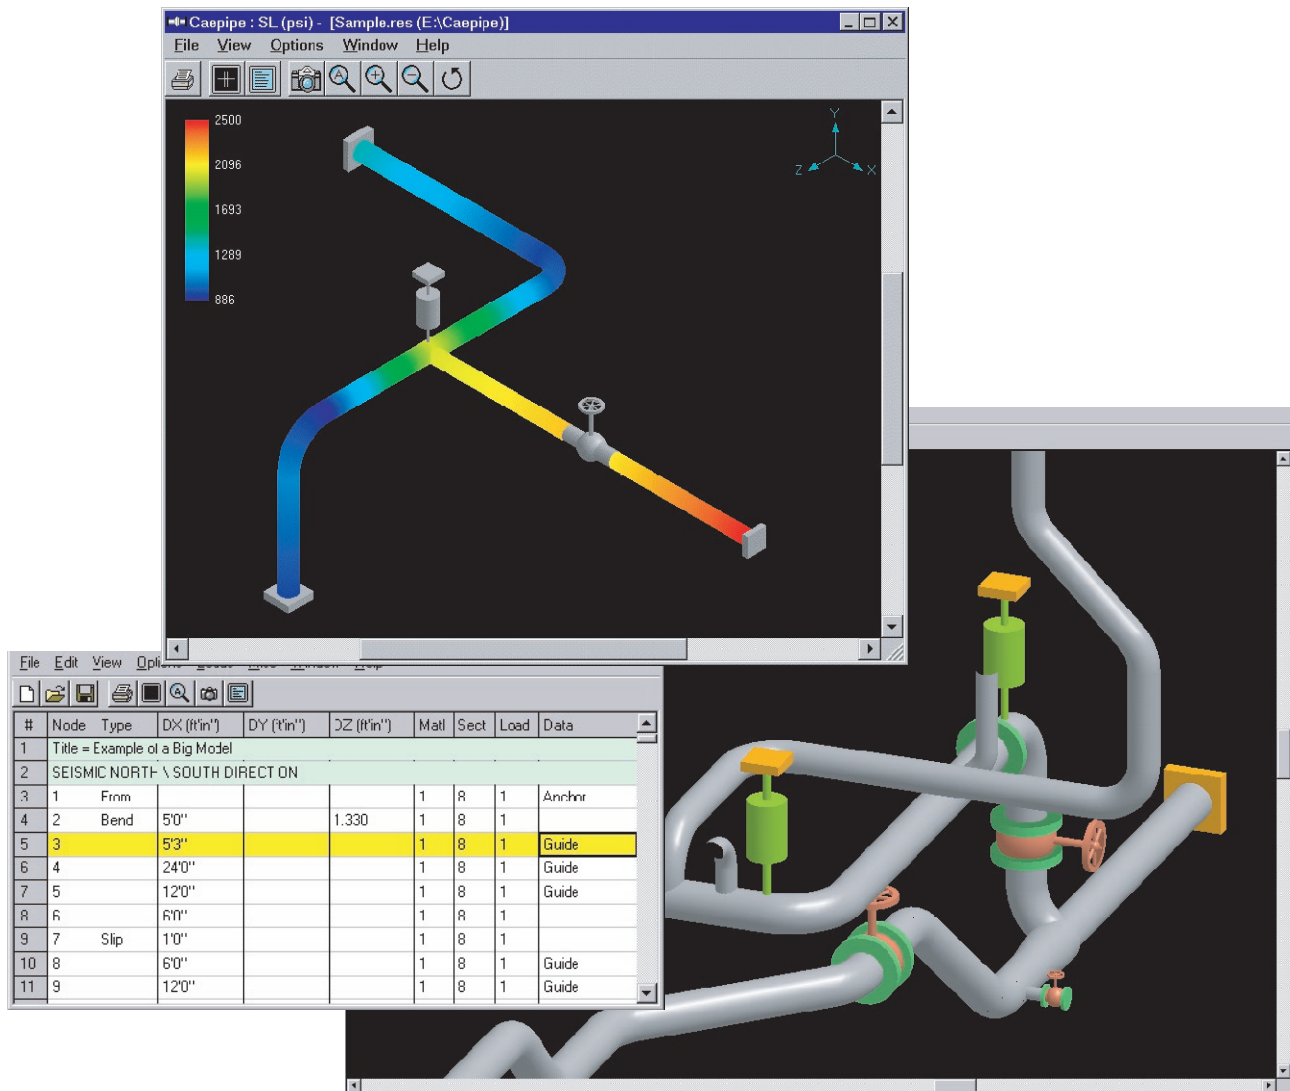 Caepipe : SL (psi) - [Sample.res (E:\Caepipe)]
File View Options Window Help
2500
2096
1693
1289
886
Y
Z X
File Edit View
# Node Type DX (ft'in'') DY (ft'in'') DZ (ft'in'') Matl Sect Load Data
1 Title = Example of a Big Model
2 SEISMIC NORTH \ SOUTH DIRECTION
3 1 From 1 8 1 Anchor
4 2 Bend 5'0'' 1.330 1 8 1
5 3 5'3'' 1 8 1 Guide
6 4 24'0'' 1 8 1 Guide
7 5 12'0'' 1 8 1 Guide
8 6 6'0'' 1 8 1
9 7 Slip 1'0'' 1 8 1
10 8 6'0'' 1 8 1 Guide
11 9 12'0'' 1 8 1 Guide